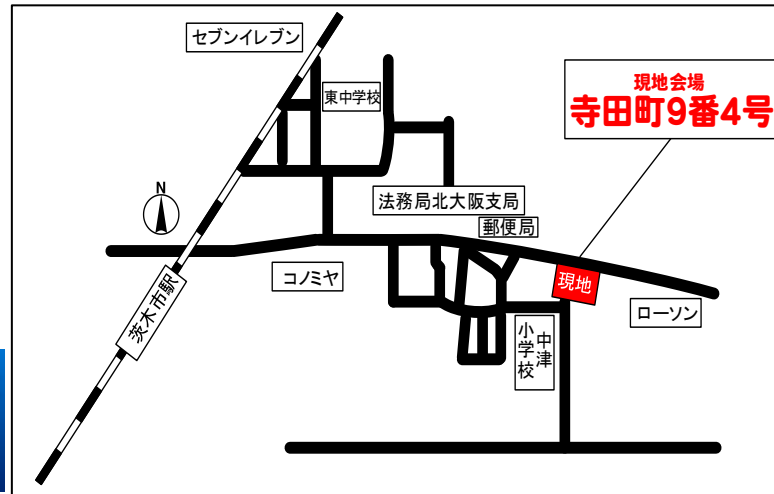 セブンイレブン
東中学校
現地会場
寺田町9番4号
N
法務局北大阪支局
郵便局
コノミヤ
現地
ローソン
茨木市駅
中津
小学校